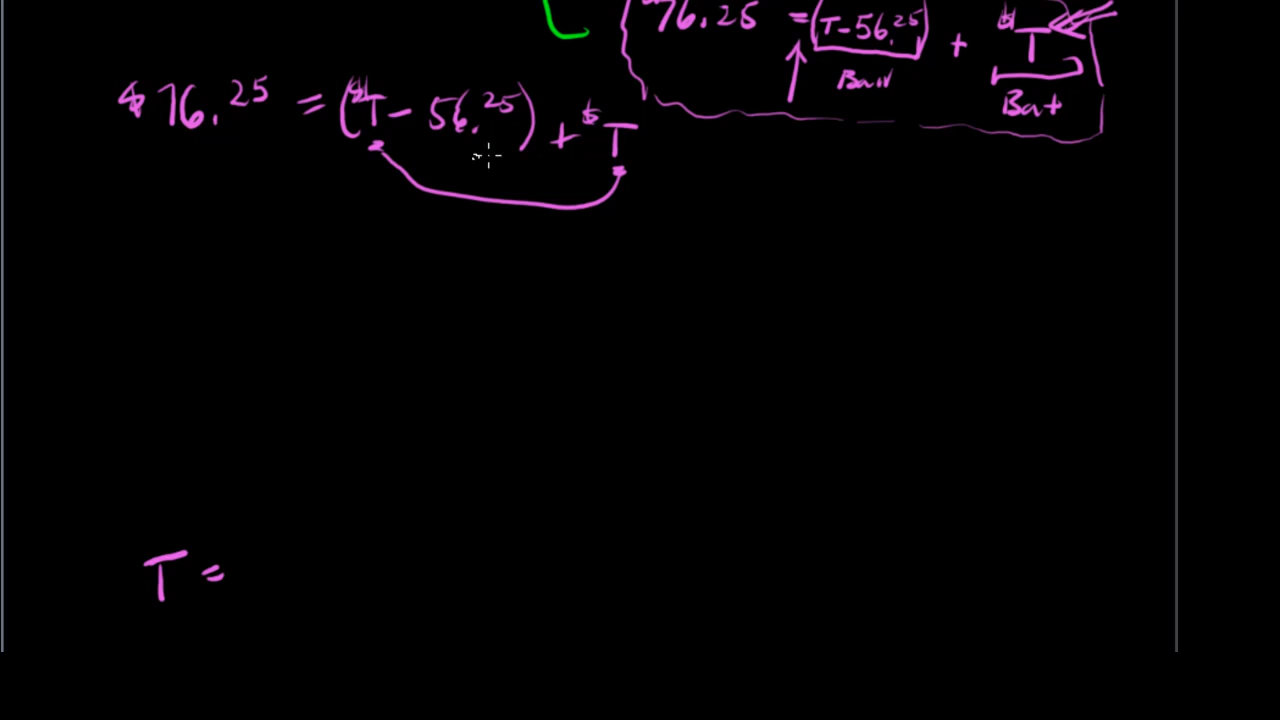 76.25 = (T - 56.25) + $T
Ball
Bat
$76.25 = ($T - 56.25) + $T
T =